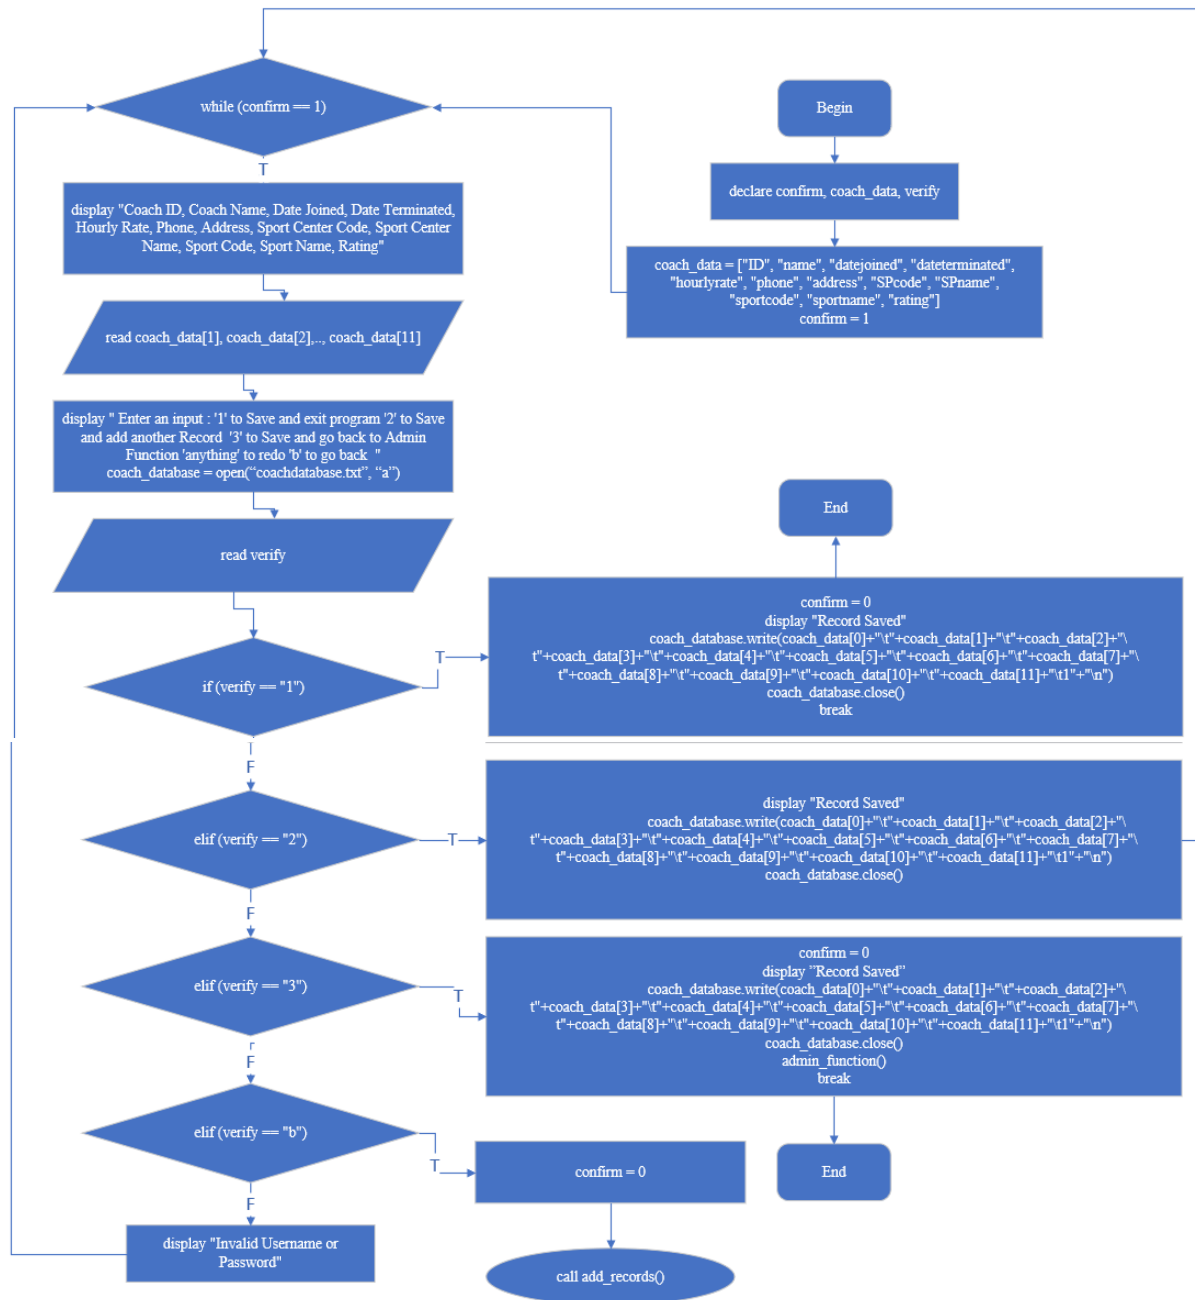 Begin
declare confirm, coach_data, verify
coach_data = ["ID", "name", "datejoined", "dateterminated",
"hourlyrate", "phone", "address", "SPcode", "SPname",
"sportcode", "sportname", "rating"]
confirm = 1
while (confirm == 1)
T
display "Coach ID, Coach Name, Date Joined, Date Terminated,
Hourly Rate, Phone, Address, Sport Center Code, Sport Center
Name, Sport Code, Sport Name, Rating"
read coach_data[1], coach_data[2],.., coach_data[11]
display " Enter an input : '1' to Save and exit program '2' to Save
and add another Record  '3' to Save and go back to Admin
Function 'anything' to redo 'b' to go back  "
coach_database = open(“coachdatabase.txt”, “a”)
read verify
if (verify == "1")
T
confirm = 0
display "Record Saved"
coach_database.write(coach_data[0]+"\t"+coach_data[1]+"\t"+coach_data[2]+"\
t"+coach_data[3]+"\t"+coach_data[4]+"\t"+coach_data[5]+"\t"+coach_data[6]+"\t"+coach_data[7]+"\
t"+coach_data[8]+"\t"+coach_data[9]+"\t"+coach_data[10]+"\t"+coach_data[11]+"\t1"+"\n")
coach_database.close()
break
End
F
elif (verify == "2")
T
display "Record Saved"
coach_database.write(coach_data[0]+"\t"+coach_data[1]+"\t"+coach_data[2]+"\
t"+coach_data[3]+"\t"+coach_data[4]+"\t"+coach_data[5]+"\t"+coach_data[6]+"\t"+coach_data[7]+"\
t"+coach_data[8]+"\t"+coach_data[9]+"\t"+coach_data[10]+"\t"+coach_data[11]+"\t1"+"\n")
coach_database.close()
F
elif (verify == "3")
T
confirm = 0
display ”Record Saved”
coach_database.write(coach_data[0]+"\t"+coach_data[1]+"\t"+coach_data[2]+"\
t"+coach_data[3]+"\t"+coach_data[4]+"\t"+coach_data[5]+"\t"+coach_data[6]+"\t"+coach_data[7]+"\
t"+coach_data[8]+"\t"+coach_data[9]+"\t"+coach_data[10]+"\t"+coach_data[11]+"\t1"+"\n")
coach_database.close()
admin_function()
break
End
F
elif (verify == "b")
T
confirm = 0
call add_records()
F
display "Invalid Username or
Password"